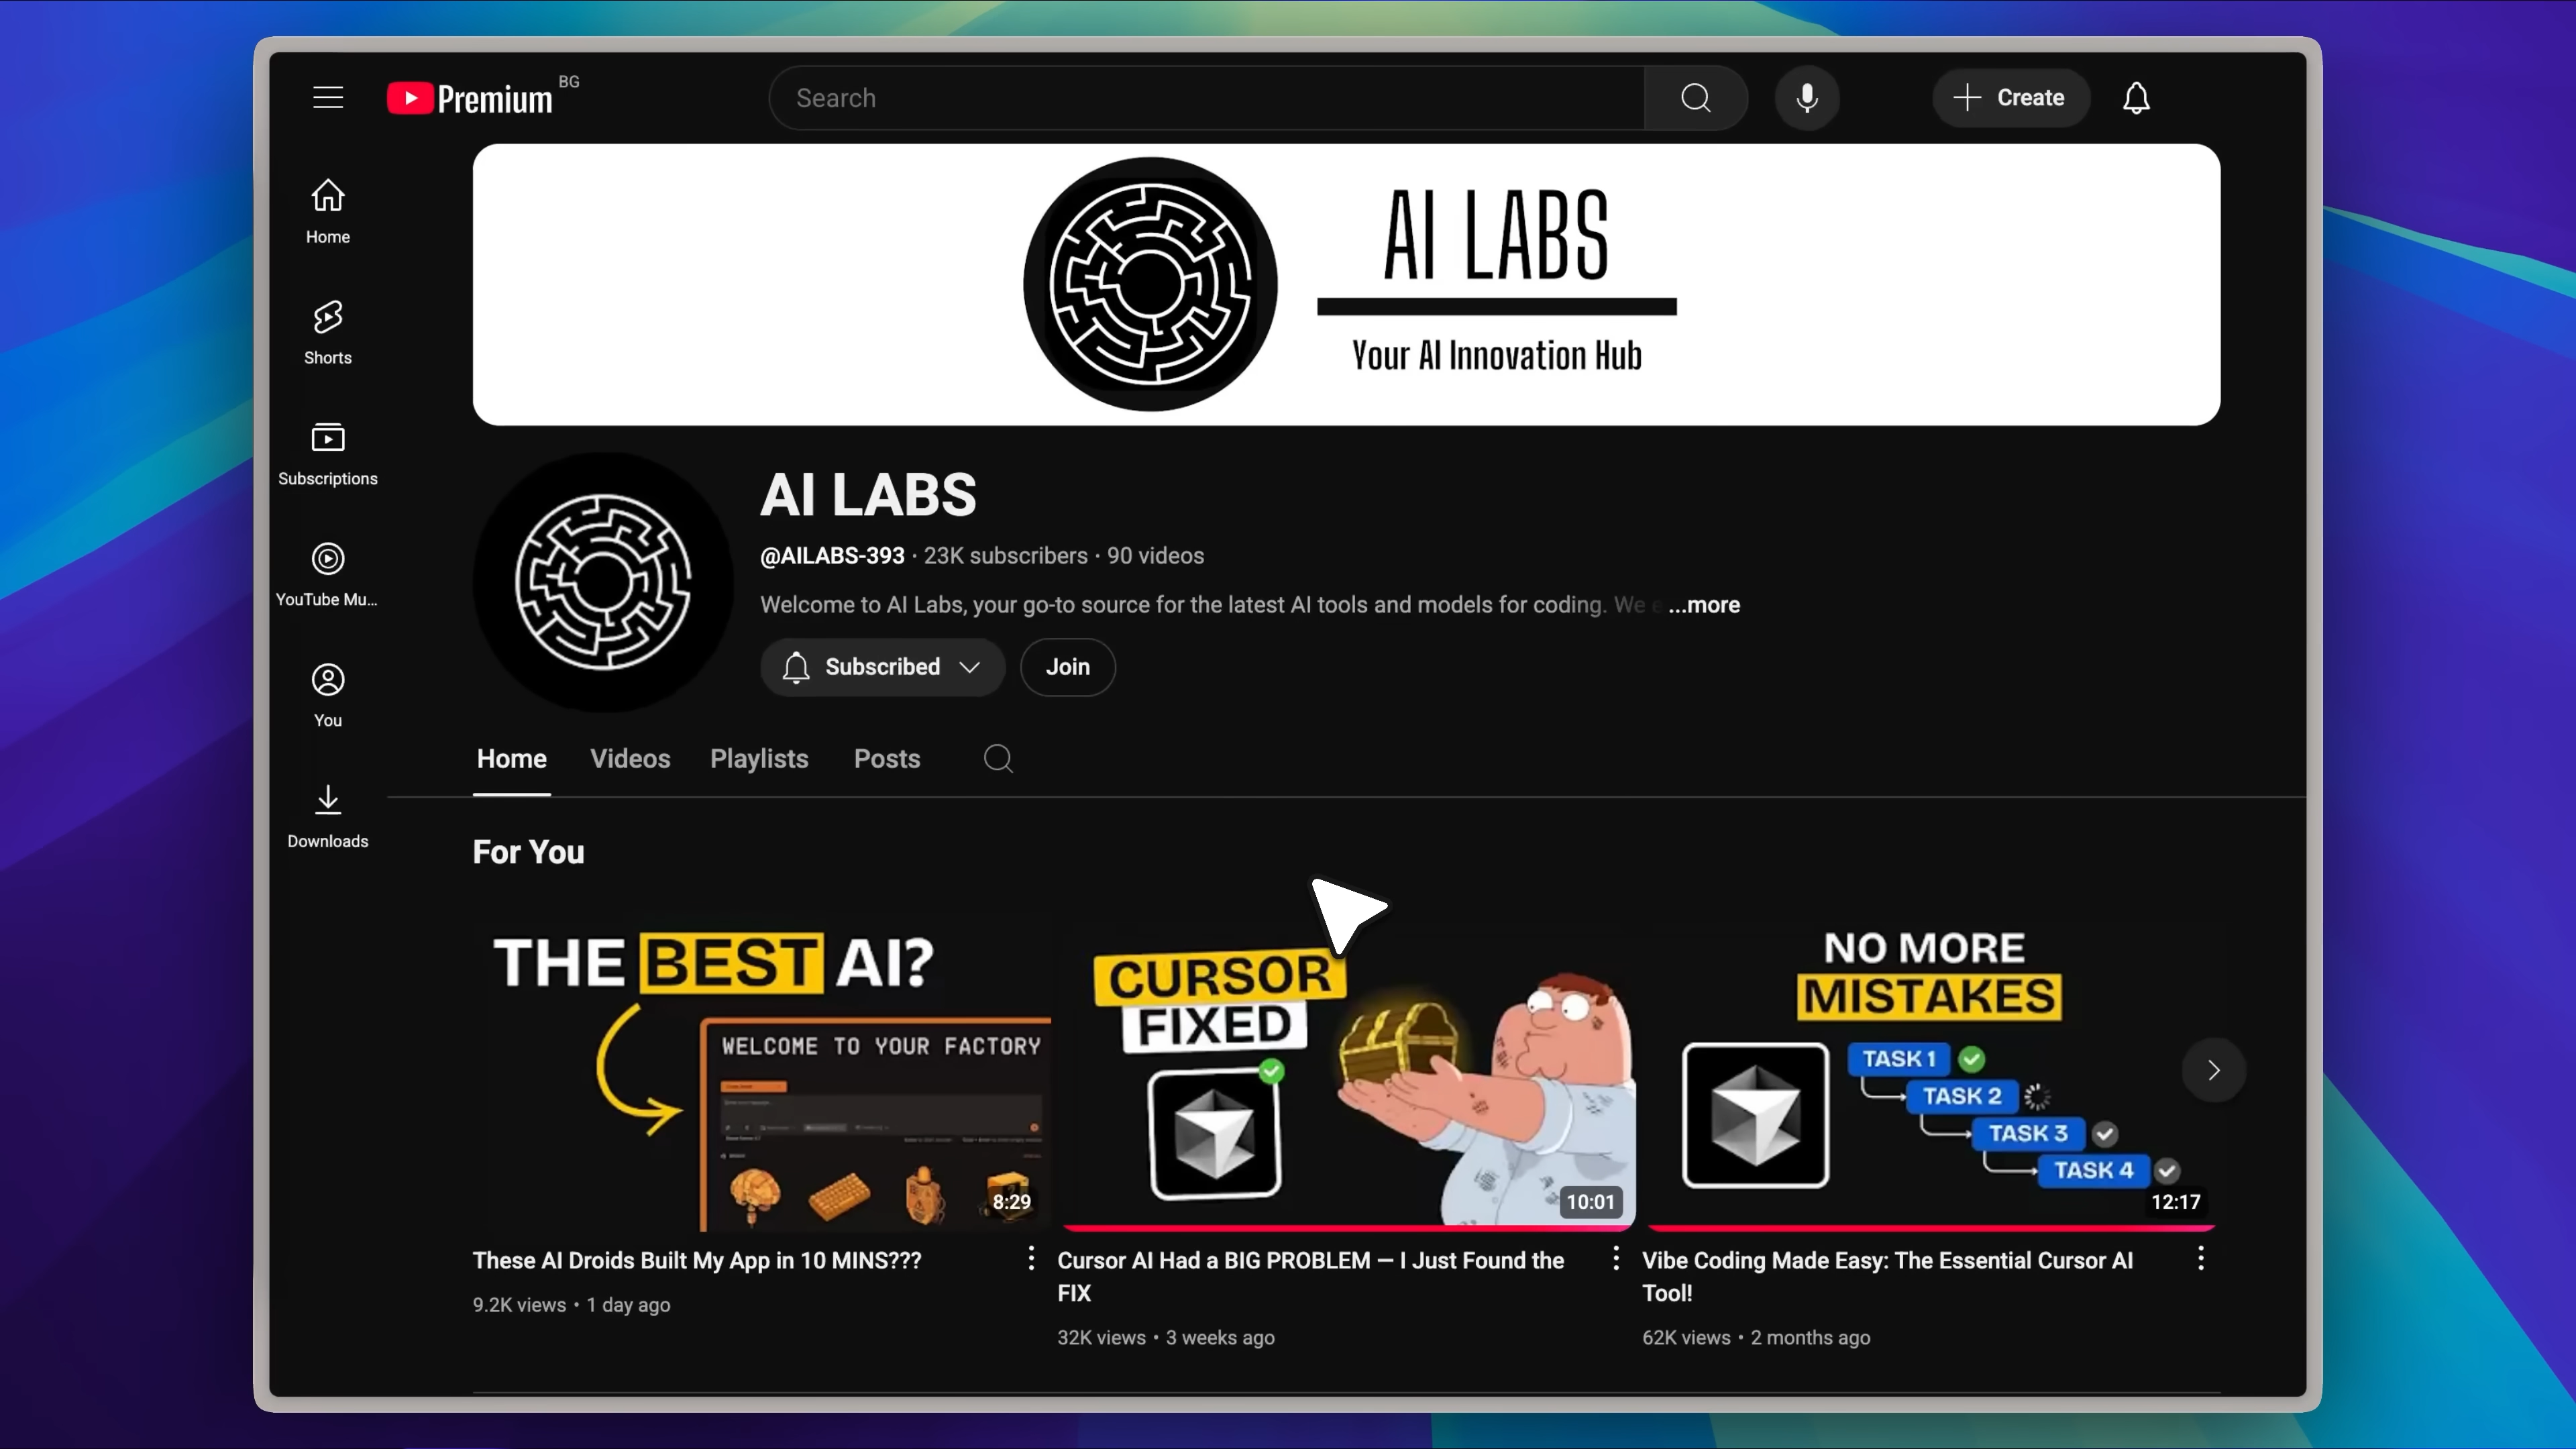 Premium BG
Search
Create
Home
Shorts
Subscriptions
YouTube Mu...
You
Downloads
AI LABS
Your AI Innovation Hub
AI LABS
@AILABS-393 · 23K subscribers · 90 videos
Welcome to AI Labs, your go-to source for the latest AI tools and models for coding. We e ...more
Subscribed
Join
Home Videos Playlists Posts
For You
THE BEST AI?
WELCOME TO YOUR FACTORY
8:29
These AI Droids Built My App in 10 MINS???
9.2K views • 1 day ago
CURSOR
FIXED
10:01
Cursor AI Had a BIG PROBLEM — I Just Found the
FIX
32K views • 3 weeks ago
NO MORE
MISTAKES
TASK 1
TASK 2
TASK 3
TASK 4
12:17
Vibe Coding Made Easy: The Essential Cursor AI
Tool!
62K views • 2 months ago